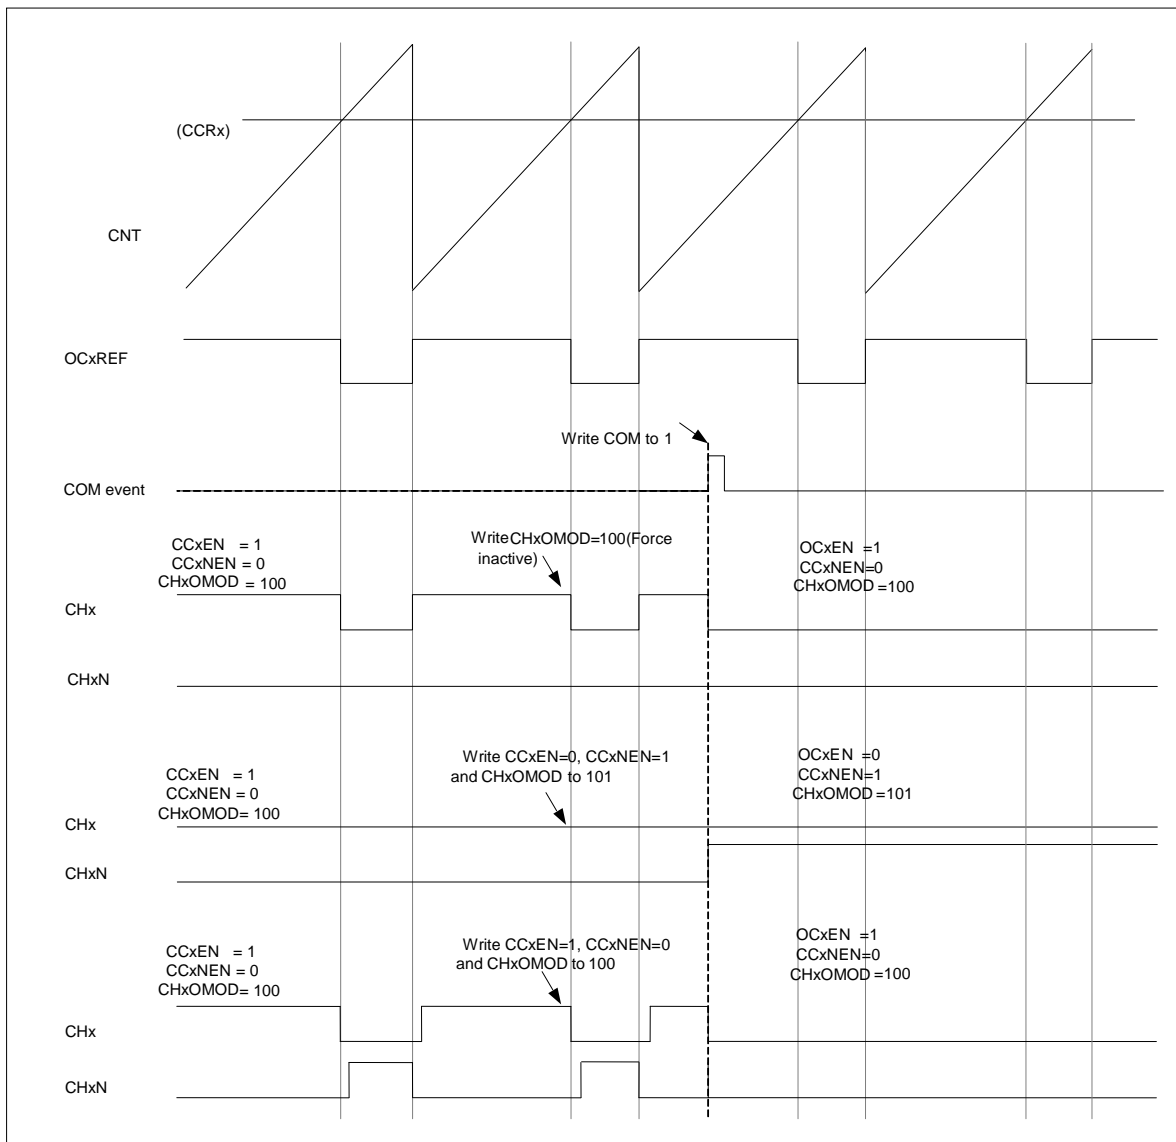 (CCRx)
CNT
OCxREF
Write COM to 1
COM event
CCxEN = 1
CCxNEN = 0
CHxOMOD = 100
WriteCHxOMOD=100(Force
inactive)
OCxEN =1
CCxNEN=0
CHxOMOD =100
CHx
CHxN
CCxEN = 1
CCxNEN = 0
CHxOMOD= 100
Write CCxEN=0, CCxNEN=1
and CHxOMOD to 101
OCxEN =0
CCxNEN=1
CHxOMOD=101
CHx
CHxN
CCxEN = 1
CCxNEN = 0
CHxOMOD= 100
Write CCxEN=1, CCxNEN=0
and CHxOMOD to 100
OCxEN =1
CCxNEN=0
CHxOMOD =100
CHx
CHxN